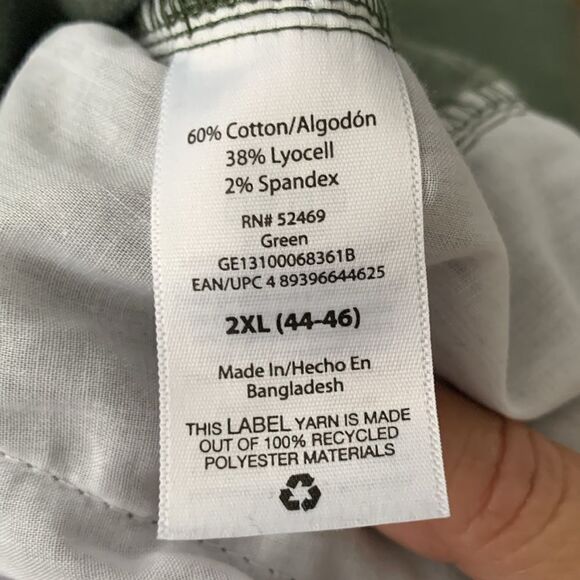 60% Cotton/Algodón
38% Lyocell
2% Spandex
RN# 52469
Green
GE13100068361B
EAN/UPC 4 89396644625
2XL (44-46)
Made In/Hecho En
Bangladesh
THIS LABEL YARN IS MADE
OUT OF 100% RECYCLED
POLYESTER MATERIALS